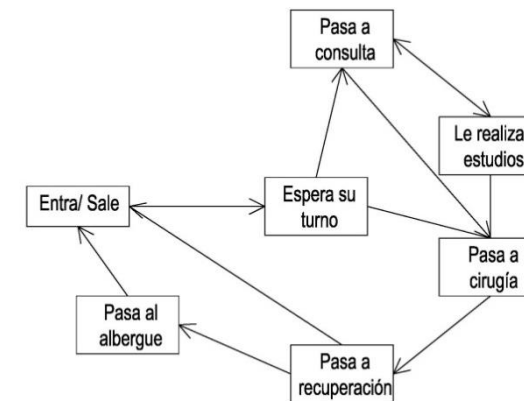 Pasa a
consulta
Le realiza
estudios
Entra/ Sale
Espera su
turno
Pasa a
cirugía
Pasa al
albergue
Pasa a
recuperación